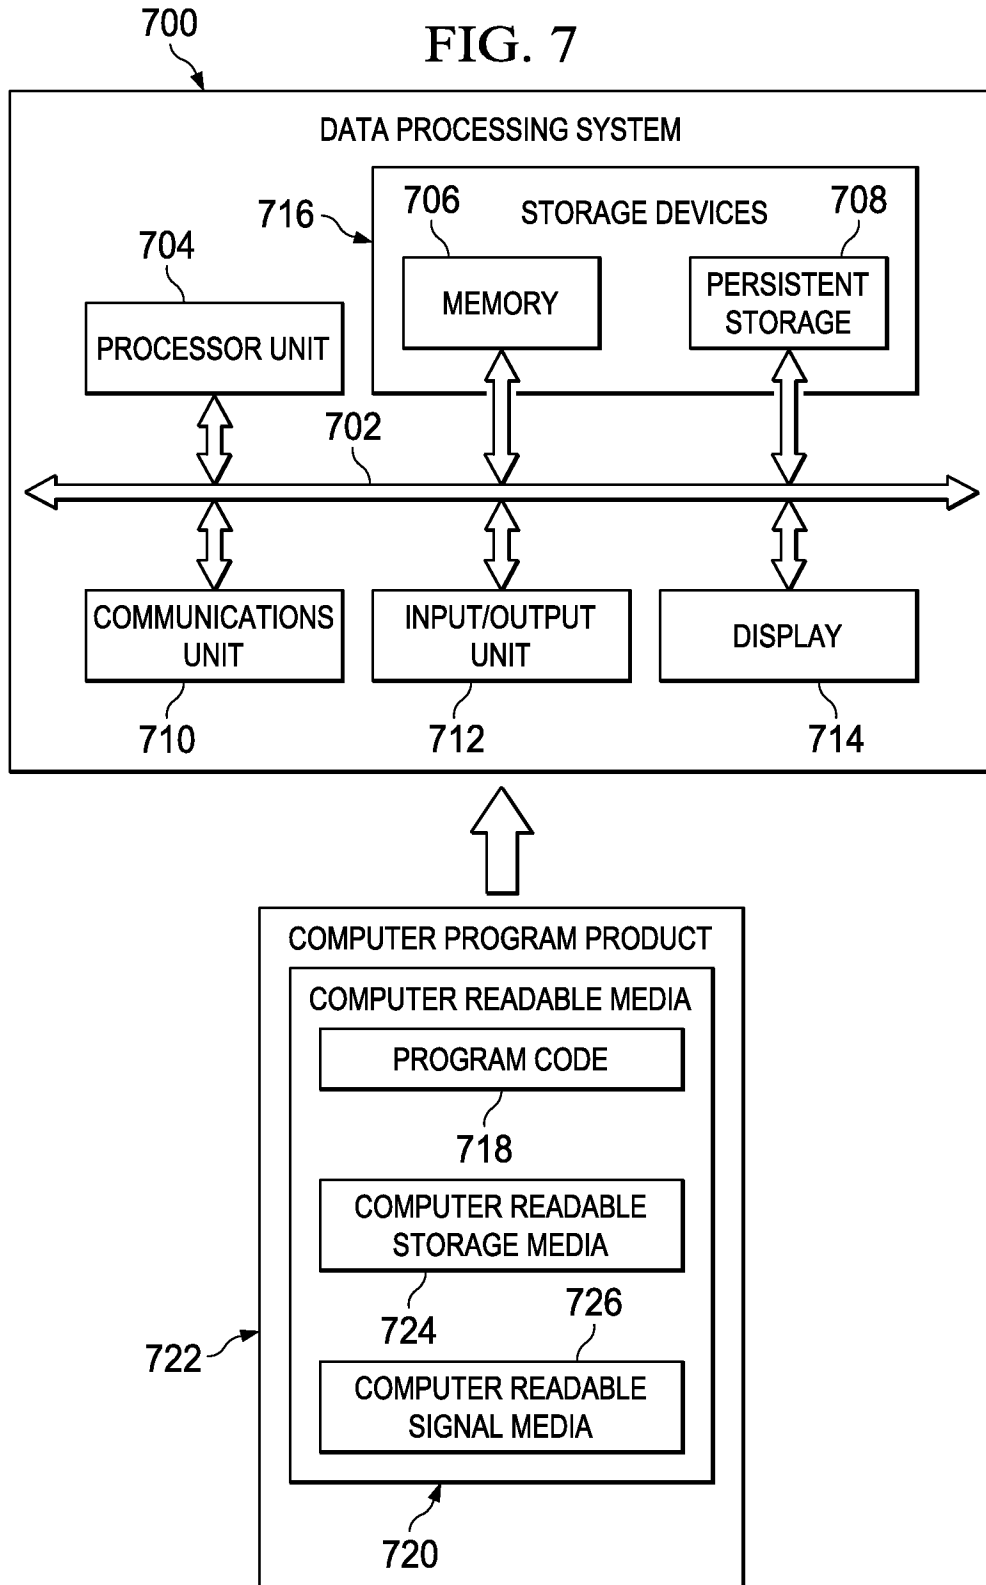 700
FIG. 7
DATA PROCESSING SYSTEM
716
706
STORAGE DEVICES
708
704
MEMORY
PERSISTENT
STORAGE
PROCESSOR UNIT
702
COMMUNICATIONS
UNIT
INPUT/OUTPUT
UNIT
DISPLAY
710
712
714
COMPUTER PROGRAM PRODUCT
COMPUTER READABLE MEDIA
PROGRAM CODE
718
COMPUTER READABLE
STORAGE MEDIA
724
726
722
COMPUTER READABLE
SIGNAL MEDIA
720